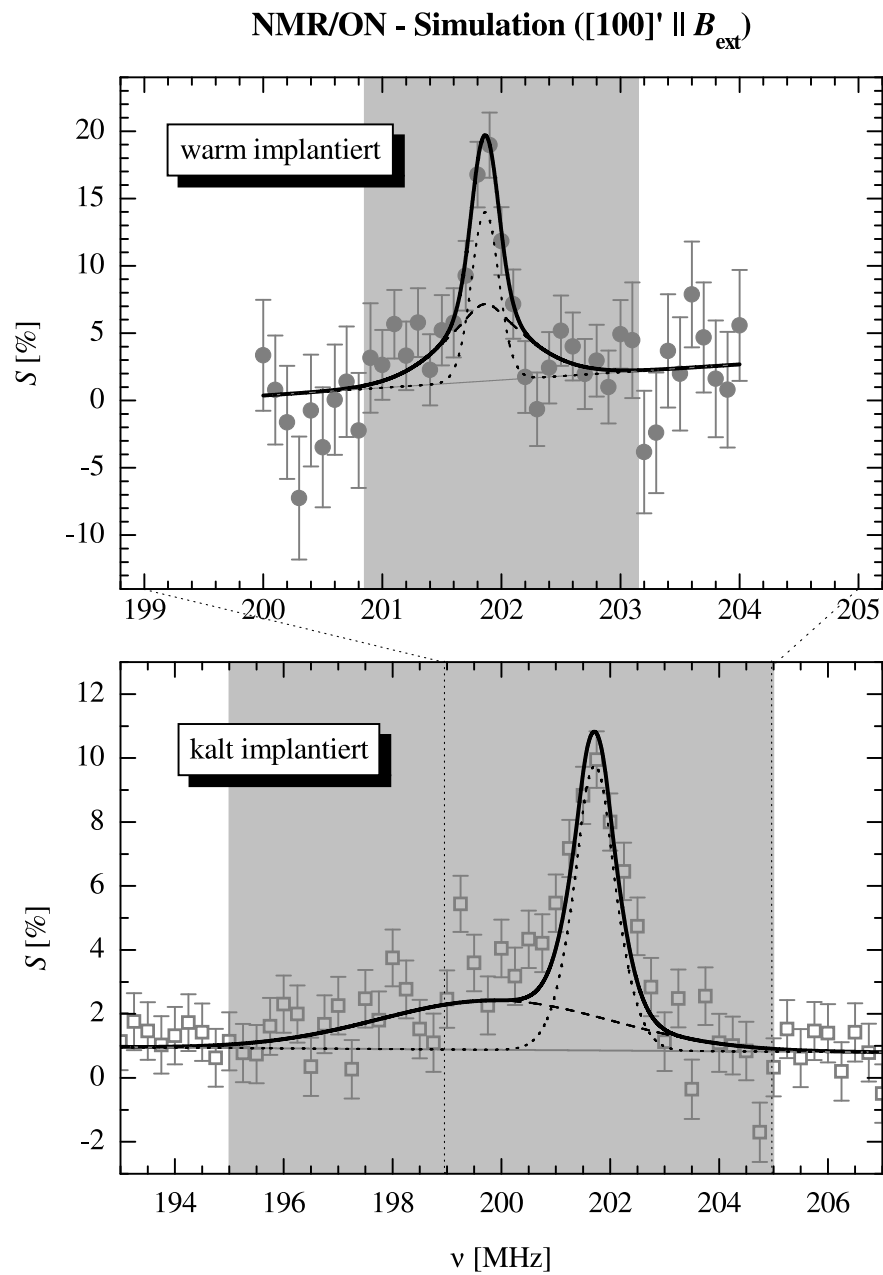 NMR/ON - Simulation ([100]' || B_ext)
warm implantiert
20
15
10
5
0
-5
-10
S [%]
199 200 201 202 203 204 205
kalt implantiert
12
10
8
6
4
2
0
-2
S [%]
194 196 198 200 202 204 206
ν [MHz]